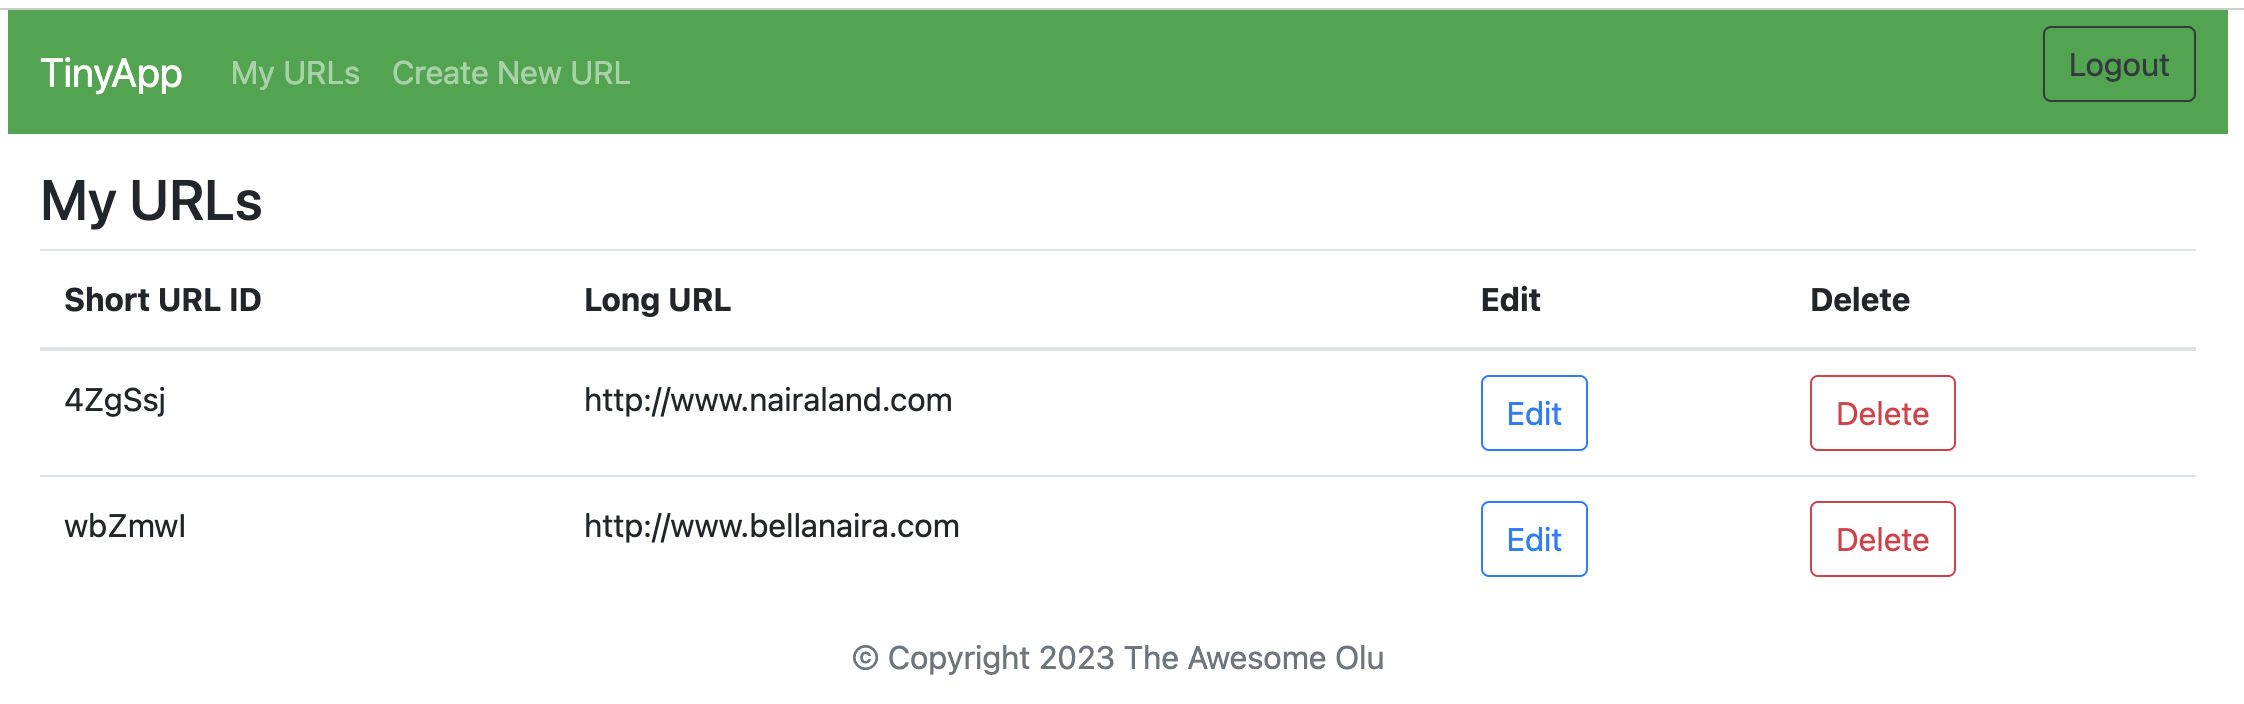 TinyApp My URLs Create New URL Logout
My URLs
Short URL ID Long URL Edit Delete
4ZgSsj http://www.nairaland.com Edit Delete
wbZmwI http://www.bellanaira.com Edit Delete
© Copyright 2023 The Awesome Olu